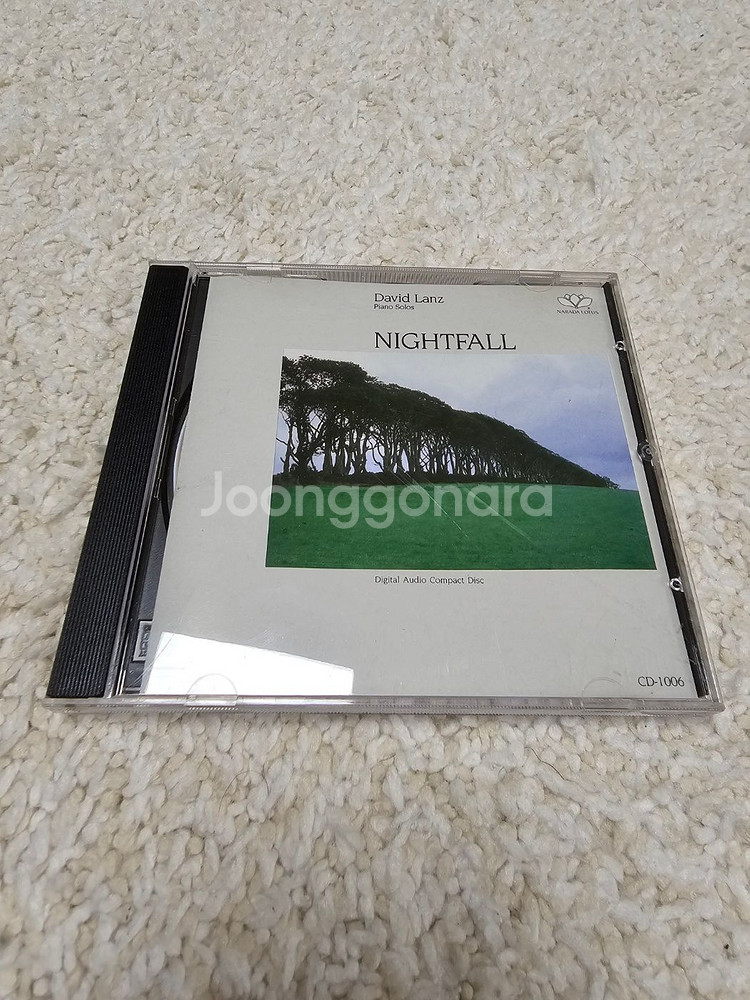 David Lanz
Piano Solos
NARADA LOTUS
NIGHTFALL
Joonggonara
Digital Audio Compact Disc
CD-1006